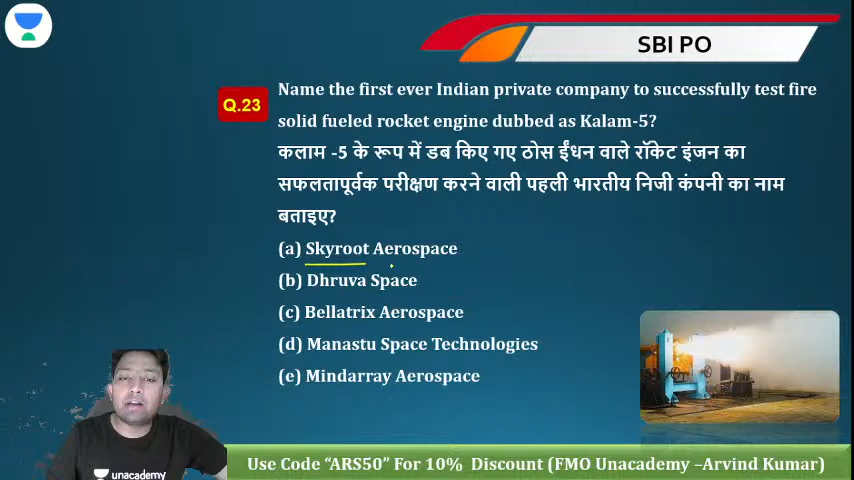 SBI PO
Q.23
Name the first ever Indian private company to successfully test fire
solid fueled rocket engine dubbed as Kalam-5?
कलाम -5 के रूप में डब किए गए ठोस ईंधन वाले रॉकेट इंजन का
सफलतापूर्वक परीक्षण करने वाली पहली भारतीय निजी कंपनी का नाम
बताइए?
(a) Skyroot Aerospace
(b) Dhruva Space
(c) Bellatrix Aerospace
(d) Manastu Space Technologies
(e) Mindarray Aerospace
unacademy
Use Code “ARS50” For 10% Discount (FMO Unacademy –Arvind Kumar)